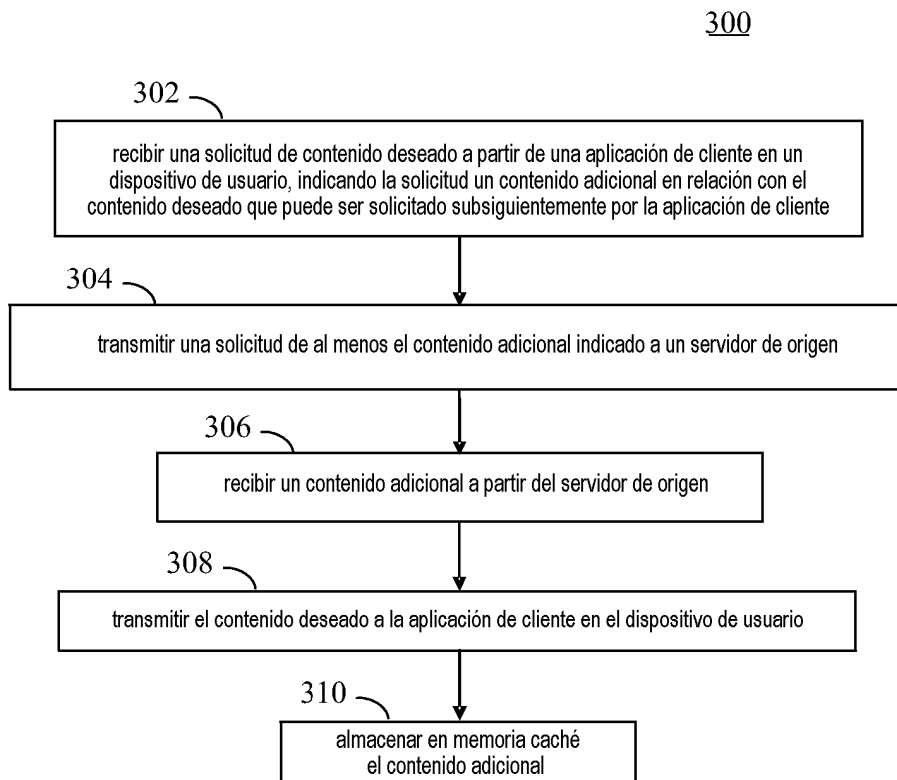 300
302
recibir una solicitud de contenido deseado a partir de una aplicación de cliente en un
dispositivo de usuario, indicando la solicitud un contenido adicional en relación con el
contenido deseado que puede ser solicitado subsiguientemente por la aplicación de cliente
304
transmitir una solicitud de al menos el contenido adicional indicado a un servidor de origen
306
recibir un contenido adicional a partir del servidor de origen
308
transmitir el contenido deseado a la aplicación de cliente en el dispositivo de usuario
310
almacenar en memoria caché
el contenido adicional